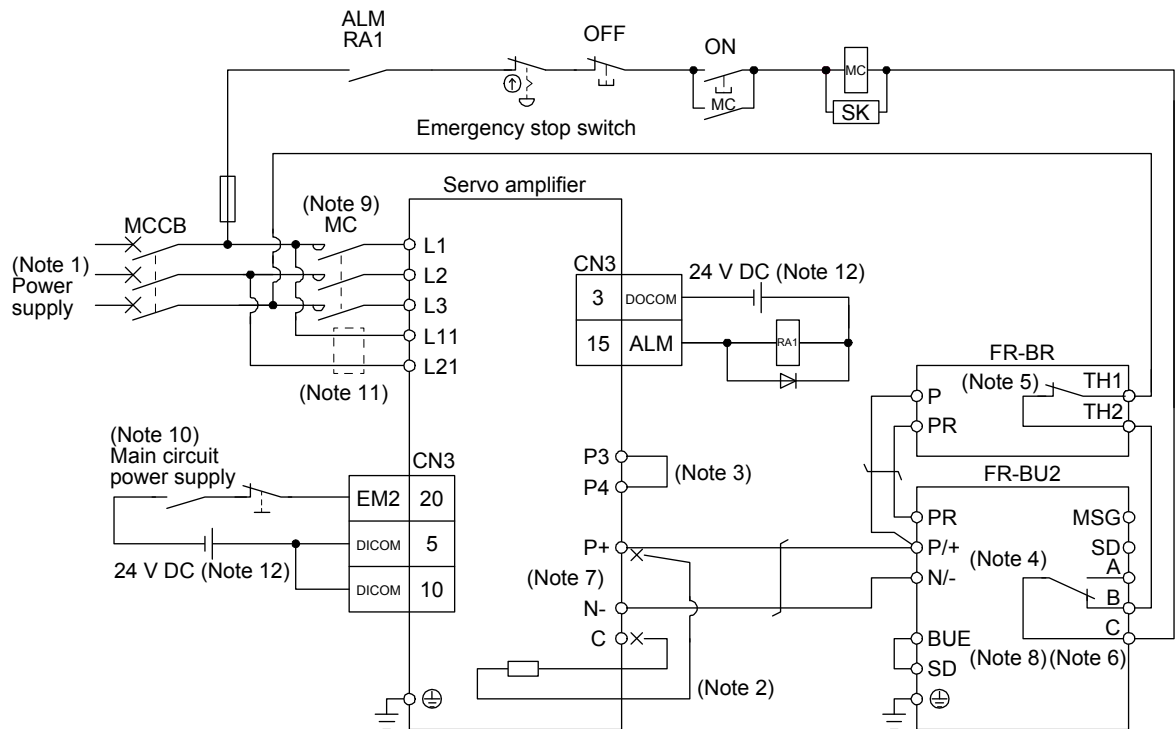 ALM
RA1
OFF
ON
MC
MC
SK
Emergency stop switch
Servo amplifier
MCCB
(Note 9)
MC
L1
(Note 1)
Power
supply
L2
L3
L11
L21
(Note 11)
CN3
24 V DC (Note 12)
3 DOCOM
15 ALM
RA1
FR-BR
(Note 5)
P
TH1
TH2
PR
(Note 10)
Main circuit
power supply
CN3
EM2 20
DICOM 5
24 V DC (Note 12)
DICOM 10
P3
(Note 3)
P4
FR-BU2
PR
MSG
P+
P/+
SD
(Note 7)
(Note 4)
A
N/-
N-
B
C
C
BUE
(Note 8) (Note 6)
SD
(Note 2)